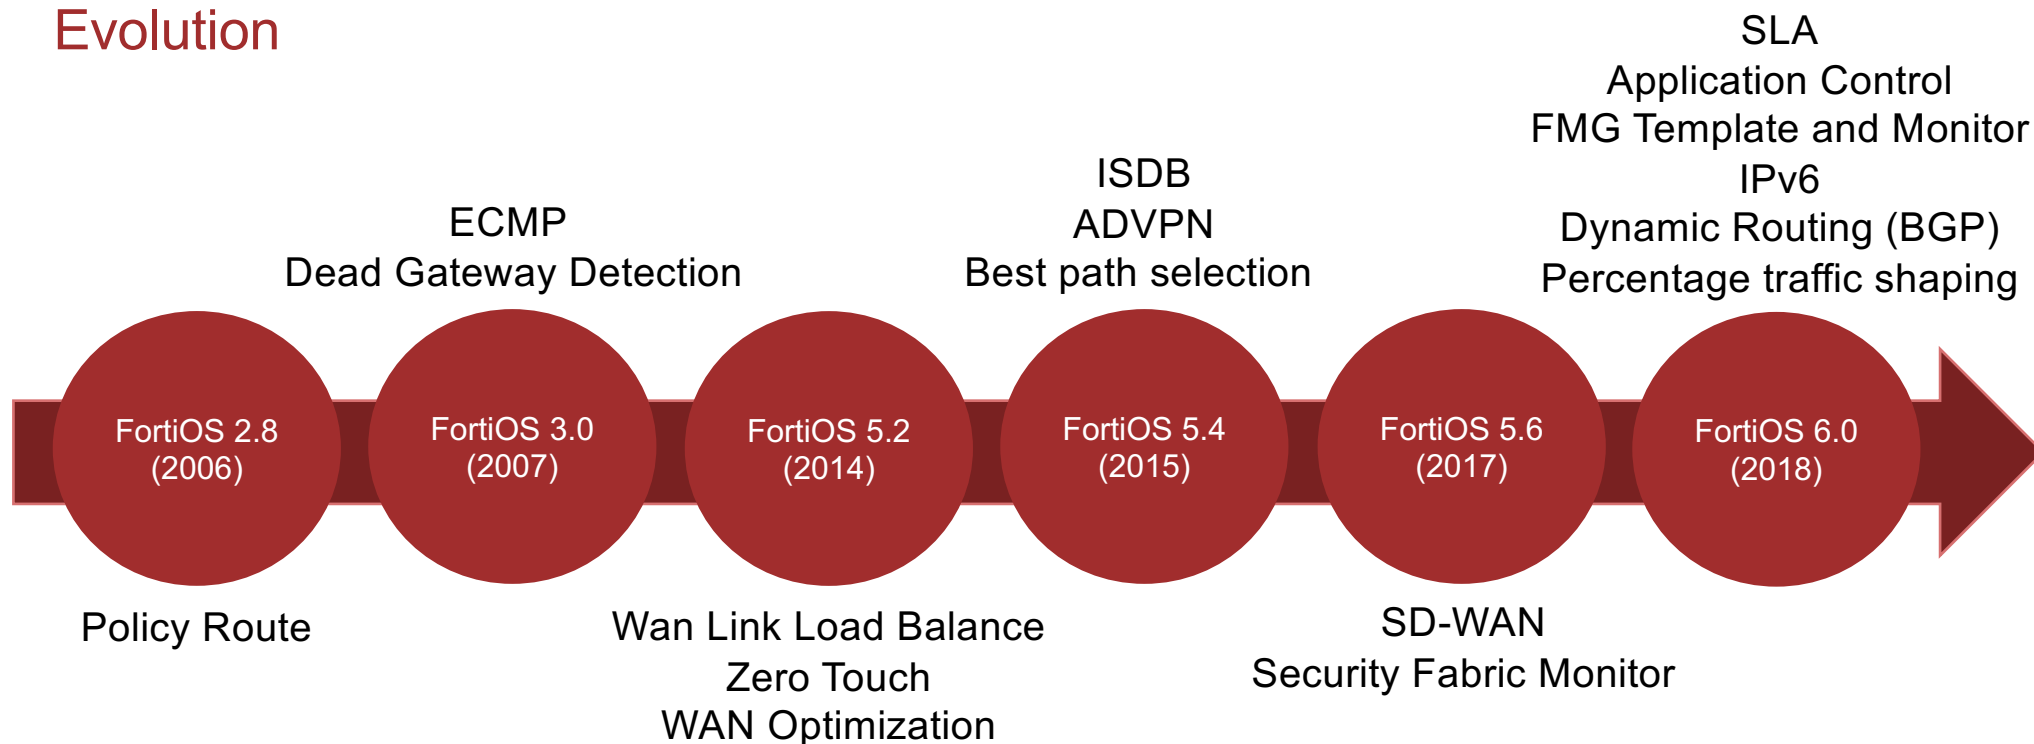 Evolution
SLA
Application Control
FMG Template and Monitor
IPv6
Dynamic Routing (BGP)
Percentage traffic shaping
ISDB
ADVPN
Best path selection
ECMP
Dead Gateway Detection
FortiOS 2.8
(2006)
FortiOS 3.0
(2007)
FortiOS 5.2
(2014)
FortiOS 5.4
(2015)
FortiOS 5.6
(2017)
FortiOS 6.0
(2018)
Policy Route
Wan Link Load Balance
Zero Touch
WAN Optimization
SD-WAN
Security Fabric Monitor